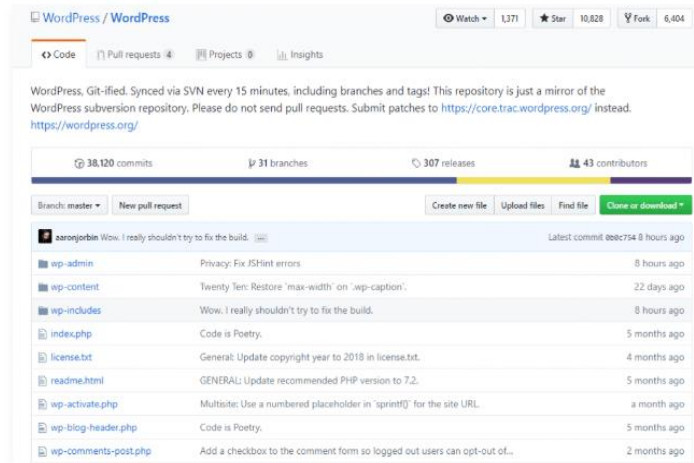 WordPress / WordPress Watch 1,371 Star 10,828 Fork 6,404
Code Pull requests 4 Projects 0 Insights
WordPress, Git-ified. Synced via SVN every 15 minutes, including branches and tags! This repository is just a mirror of the
WordPress subversion repository. Please do not send pull requests. Submit patches to https://core.trac.wordpress.org/ instead.
https://wordpress.org/
38,120 commits 31 branches 307 releases 43 contributors
Branch: master New pull request Create new file Upload files Find file Clone or download
aaronjorbin Wow. I really shouldn't try to fix the build. ... Latest commit 0b0c754 8 hours ago
wp-admin Privacy: Fix JSHint errors 8 hours ago
wp-content Twenty Ten: Restore `max-width` on `.wp-caption`. 22 days ago
wp-includes Wow. I really shouldn't try to fix the build. 8 hours ago
index.php Code is Poetry. 5 months ago
license.txt General: Update copyright year to 2018 in license.txt. 4 months ago
readme.html GENERAL: Update recommended PHP version to 7.2. 5 months ago
wp-activate.php Multisite: Use a numbered placeholder in `sprintf()` for the site URL. a month ago
wp-blog-header.php Code is Poetry. 5 months ago
wp-comments-post.php Add a checkbox to the comment form so logged out users can opt-out of... 2 months ago